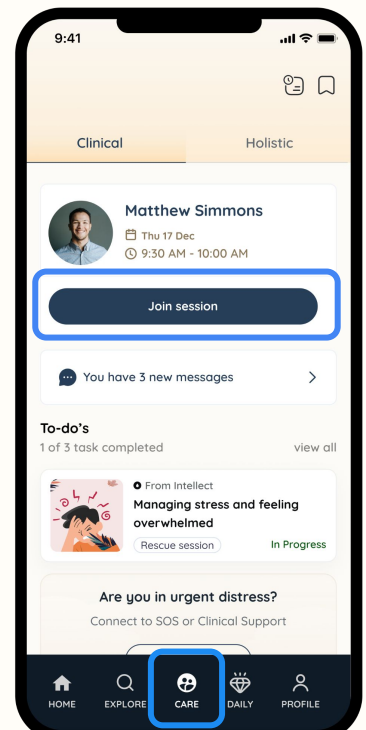 9:41
Clinical
Holistic
Matthew Simmons
Thu 17 Dec
9:30 AM - 10:00 AM
Join session
You have 3 new messages
To-do's
1 of 3 task completed
view all
From Intellect
Managing stress and feeling
overwhelmed
Rescue session
In Progress
Are you in urgent distress?
Connect to SOS or Clinical Support
HOME
EXPLORE
CARE
DAILY
PROFILE